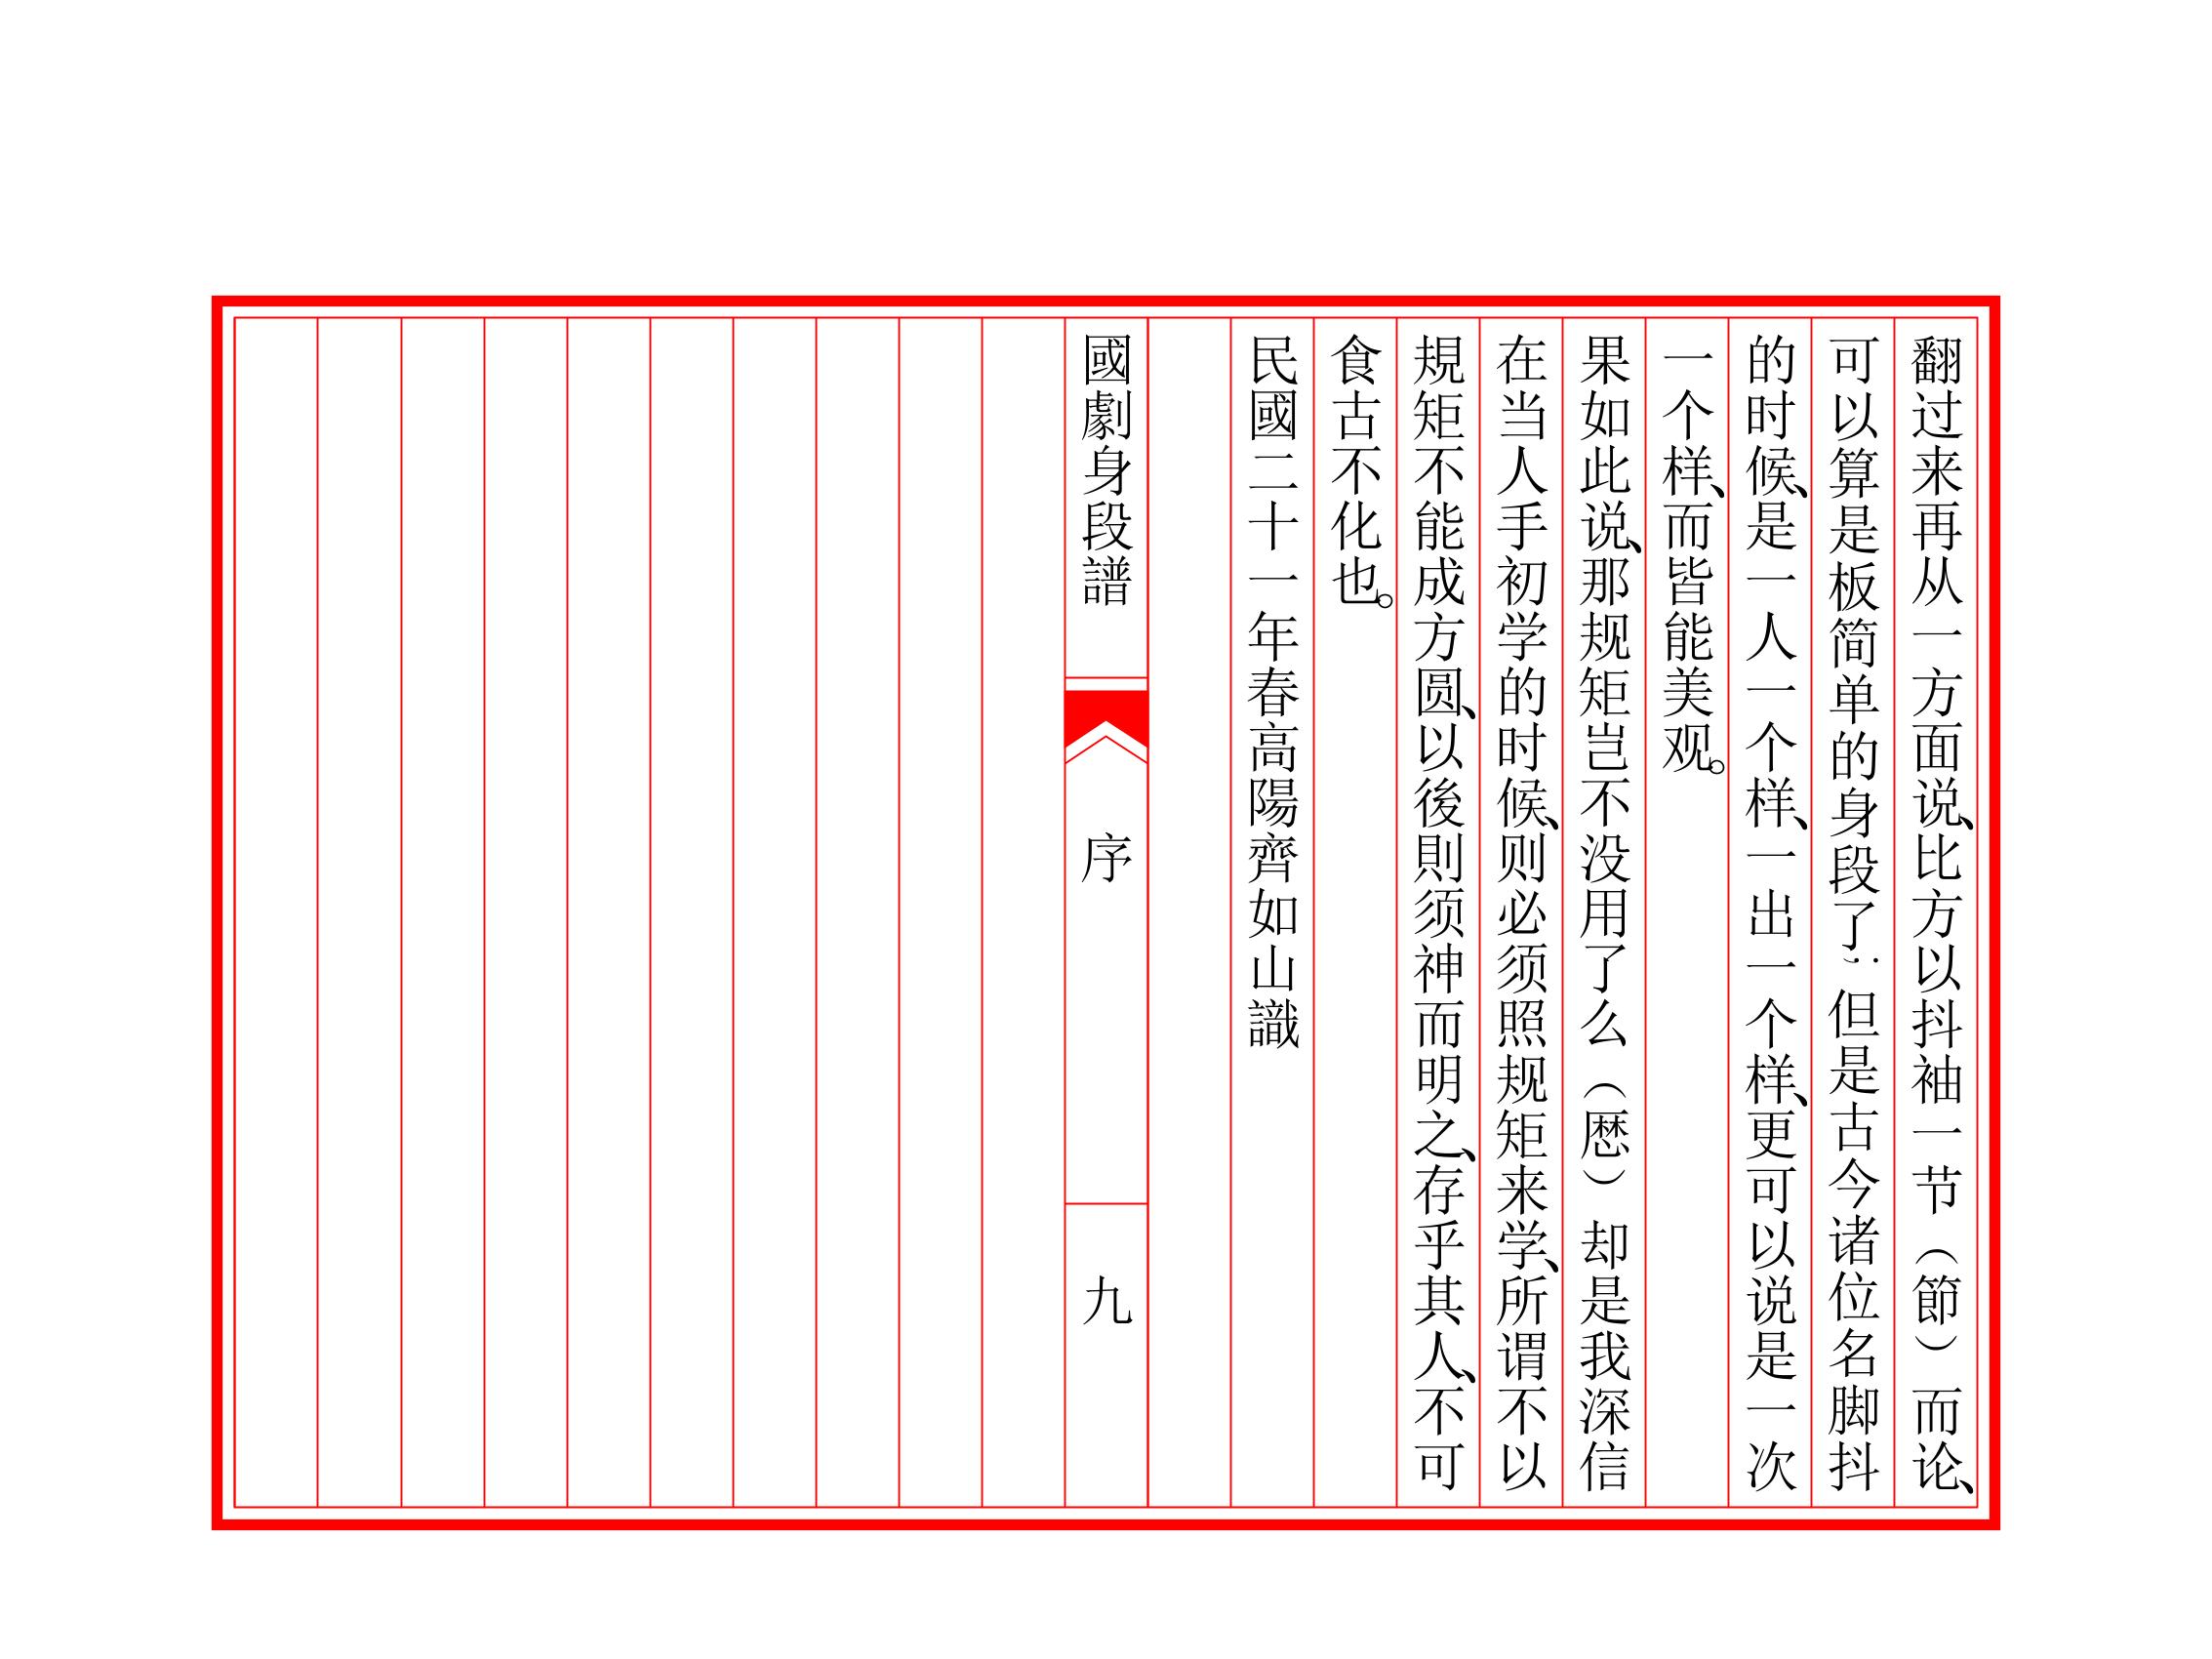 翻过来再从一方面说、比方以抖袖一节（節）而论、
可以算是板简单的身段了；但是古今诸位名脚抖
的时候、是一人一个样、一出一个样、更可以说是一次
一个样、而皆能美观。
果如此说、那规矩岂不没用了么（厯）却是我深信
在当人手初学的时候、则必须照规矩来学、所谓不以
規矩不能成方圆、以後則须神而明之、存乎其人、不可
食古不化也。
民國二十一年春高陽齊如山識
國劇身段譜
序
九